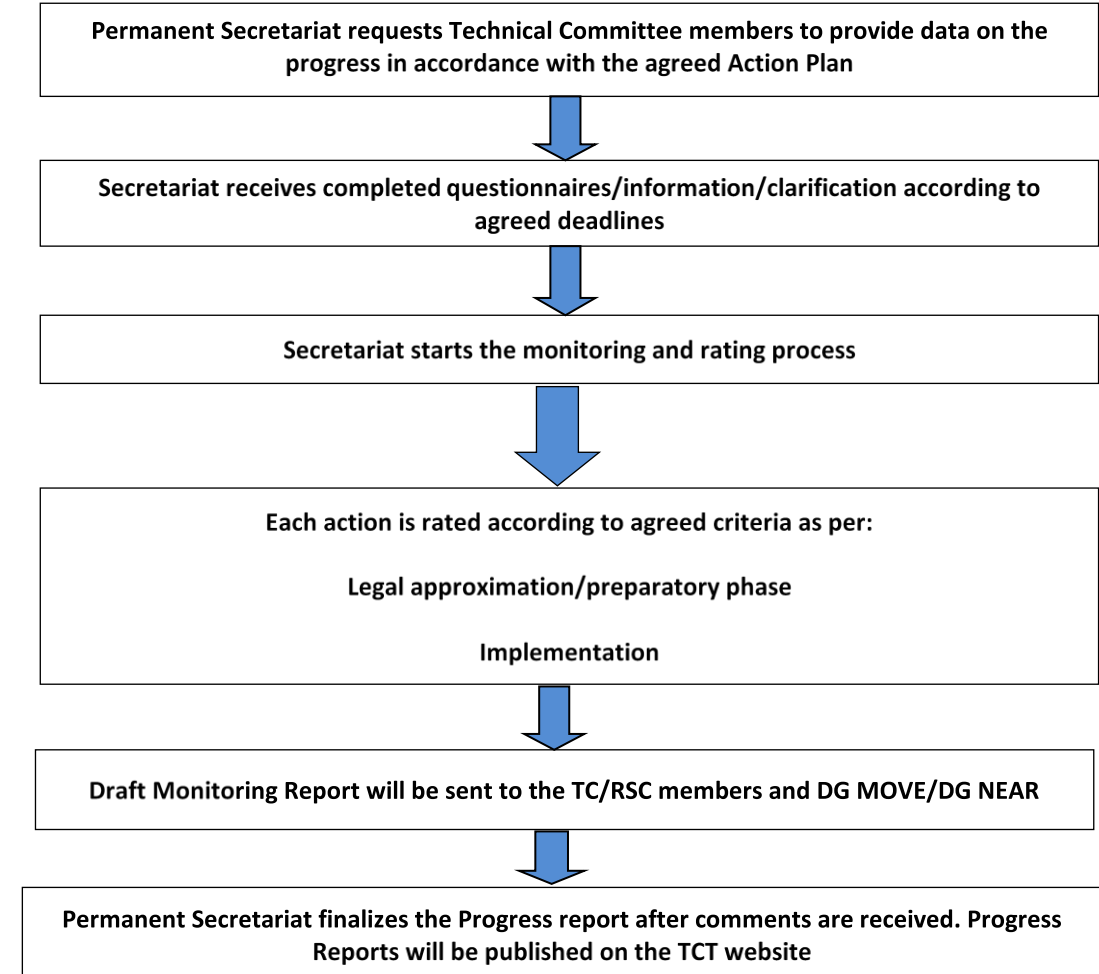 Permanent Secretariat requests Technical Committee members to provide data on the
progress in accordance with the agreed Action Plan
Secretariat receives completed questionnaires/information/clarification according to
agreed deadlines
Secretariat starts the monitoring and rating process
Each action is rated according to agreed criteria as per:
Legal approximation/preparatory phase
Implementation
Draft Monitoring Report will be sent to the TC/RSC members and DG MOVE/DG NEAR
Permanent Secretariat finalizes the Progress report after comments are received. Progress
Reports will be published on the TCT website